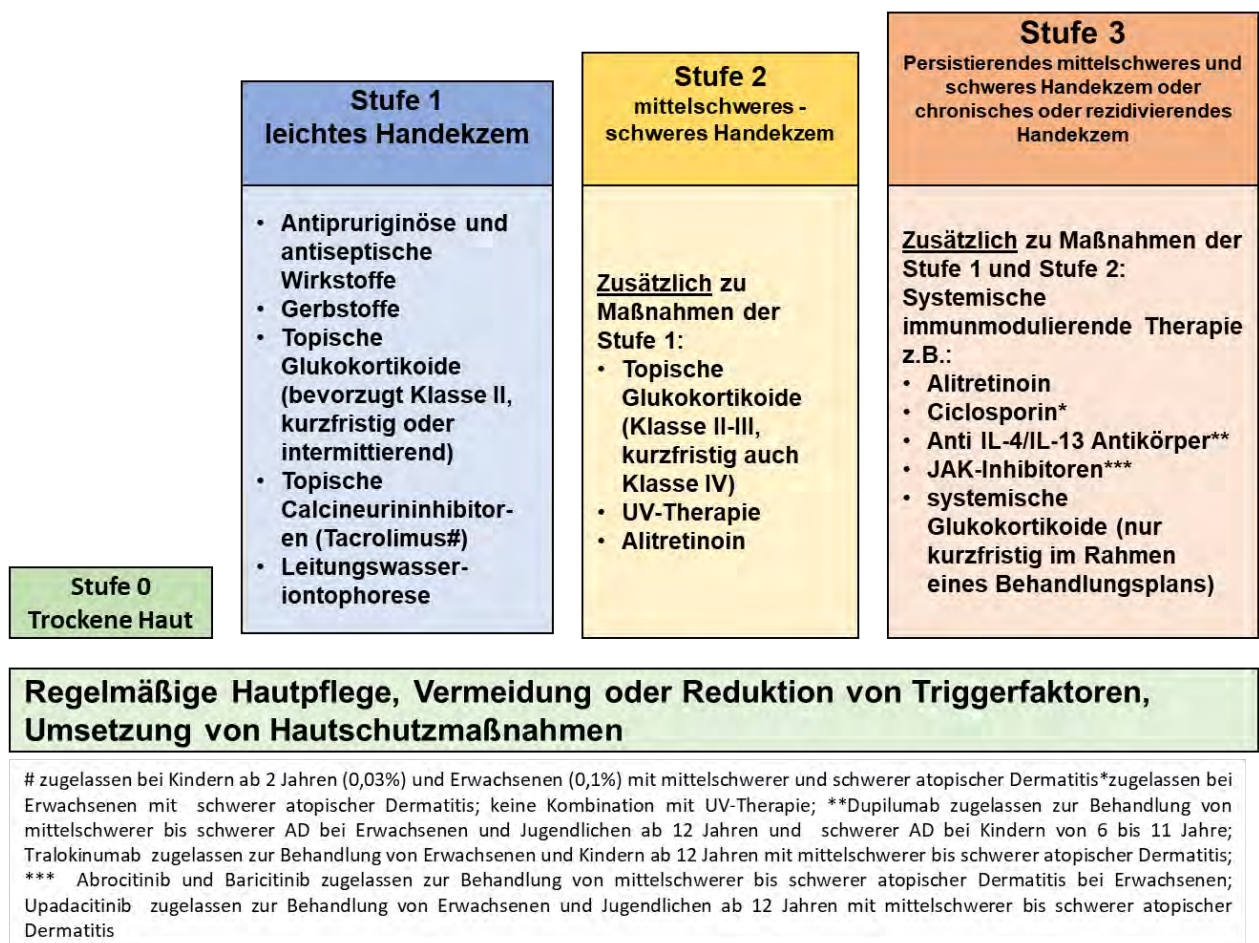 Stufe 0
Trockene Haut
Stufe 1
leichtes Handekzem
• Antipruriginöse und
antiseptische
Wirkstoffe
• Gerbstoffe
• Topische
Glukokortikoide
(bevorzugt Klasse II,
kurzfristig oder
intermittierend)
• Topische
Calcineurininhibitor-
en (Tacrolimus#)
• Leitungswasser-
iontophorese
Stufe 2
mittelschweres -
schweres Handekzem
Zusätzlich zu
Maßnahmen der
Stufe 1:
• Topische
Glukokortikoide
(Klasse II-III,
kurzfristig auch
Klasse IV)
• UV-Therapie
• Alitretinoin
Stufe 3
Persistierendes mittelschweres und
schweres Handekzem oder
chronisches oder rezidivierendes
Handekzem
Zusätzlich zu Maßnahmen der
Stufe 1 und Stufe 2:
Systemische
immunmodulierende Therapie
z.B.:
• Alitretinoin
• Ciclosporin*
• Anti IL-4/IL-13 Antikörper**
• JAK-Inhibitoren***
• systemische
Glukokortikoide (nur
kurzfristig im Rahmen
eines Behandlungsplans)
Regelmäßige Hautpflege, Vermeidung oder Reduktion von Triggerfaktoren,
Umsetzung von Hautschutzmaßnahmen
# zugelassen bei Kindern ab 2 Jahren (0,03%) und Erwachsenen (0,1%) mit mittelschwerer und schwerer atopischer Dermatitis*zugelassen bei
Erwachsenen mit schwerer atopischer Dermatitis; keine Kombination mit UV-Therapie; **Dupilumab zugelassen zur Behandlung von
mittelschwerer bis schwerer AD bei Erwachsenen und Jugendlichen ab 12 Jahren und schwerer AD bei Kindern von 6 bis 11 Jahre;
Tralokinumab zugelassen zur Behandlung von Erwachsenen und Kindern ab 12 Jahren mit mittelschwerer bis schwerer atopischer Dermatitis;
*** Abrocitinib und Baricitinib zugelassen zur Behandlung von mittelschwerer bis schwerer atopischer Dermatitis bei Erwachsenen;
Upadacitinib zugelassen zur Behandlung von Erwachsenen und Jugendlichen ab 12 Jahren mit mittelschwerer bis schwerer atopischer
Dermatitis